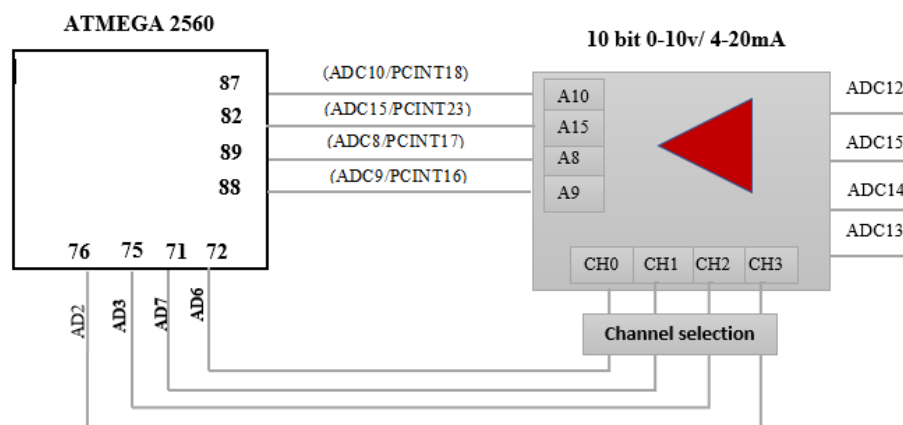 ATMEGA 2560
10 bit 0-10v/ 4-20mA
87
82
89
88
(ADC10/PCINT18)
(ADC15/PCINT23)
(ADC8/PCINT17)
(ADC9/PCINT16)
A10
A15
A8
A9
ADC12
ADC15
ADC14
ADC13
76 75 71 72
CH0 CH1 CH2 CH3
AD2
AD3
AD7
AD6
Channel selection